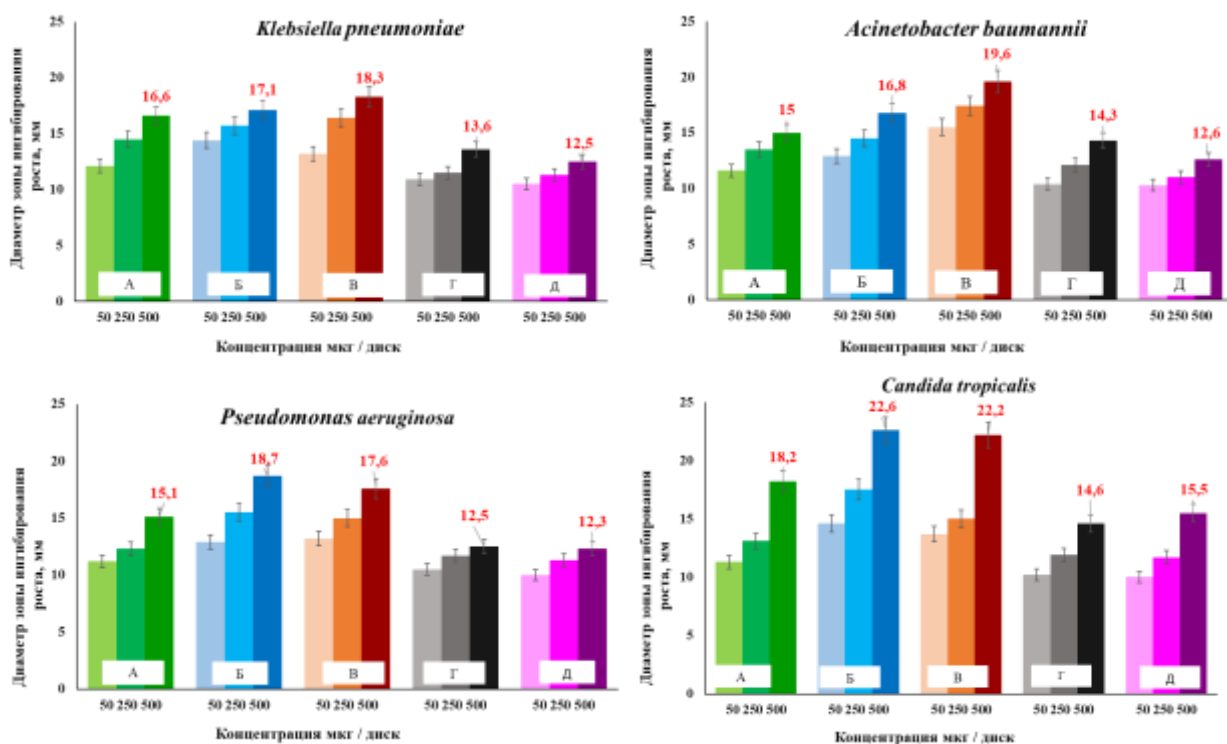 Klebsiella pneumoniae
Диаметр зоны ингибирования
роста, мм
25
20
15
10
5
0
16,6
17,1
18,3
13,6
12,5
А
Б
В
Г
Д
50 250 500
50 250 500
50 250 500
50 250 500
50 250 500
Концентрация мкг / диск
Acinetobacter baumannii
Диаметр зоны ингибирования
роста, мм
25
20
15
10
5
0
15
16,8
19,6
14,3
12,6
А
Б
В
Г
Д
50 250 500
50 250 500
50 250 500
50 250 500
50 250 500
Концентрация мкг / диск
Pseudomonas aeruginosa
Диаметр зоны ингибирования
роста, мм
25
20
15
10
5
0
15,1
18,7
17,6
12,5
12,3
А
Б
В
Г
Д
50 250 500
50 250 500
50 250 500
50 250 500
50 250 500
Концентрация мкг / диск
Candida tropicalis
Диаметр зоны ингибирования
роста, мм
25
20
15
10
5
0
18,2
22,6
22,2
14,6
15,5
А
Б
В
Г
Д
50 250 500
50 250 500
50 250 500
50 250 500
50 250 500
Концентрация мкг / диск